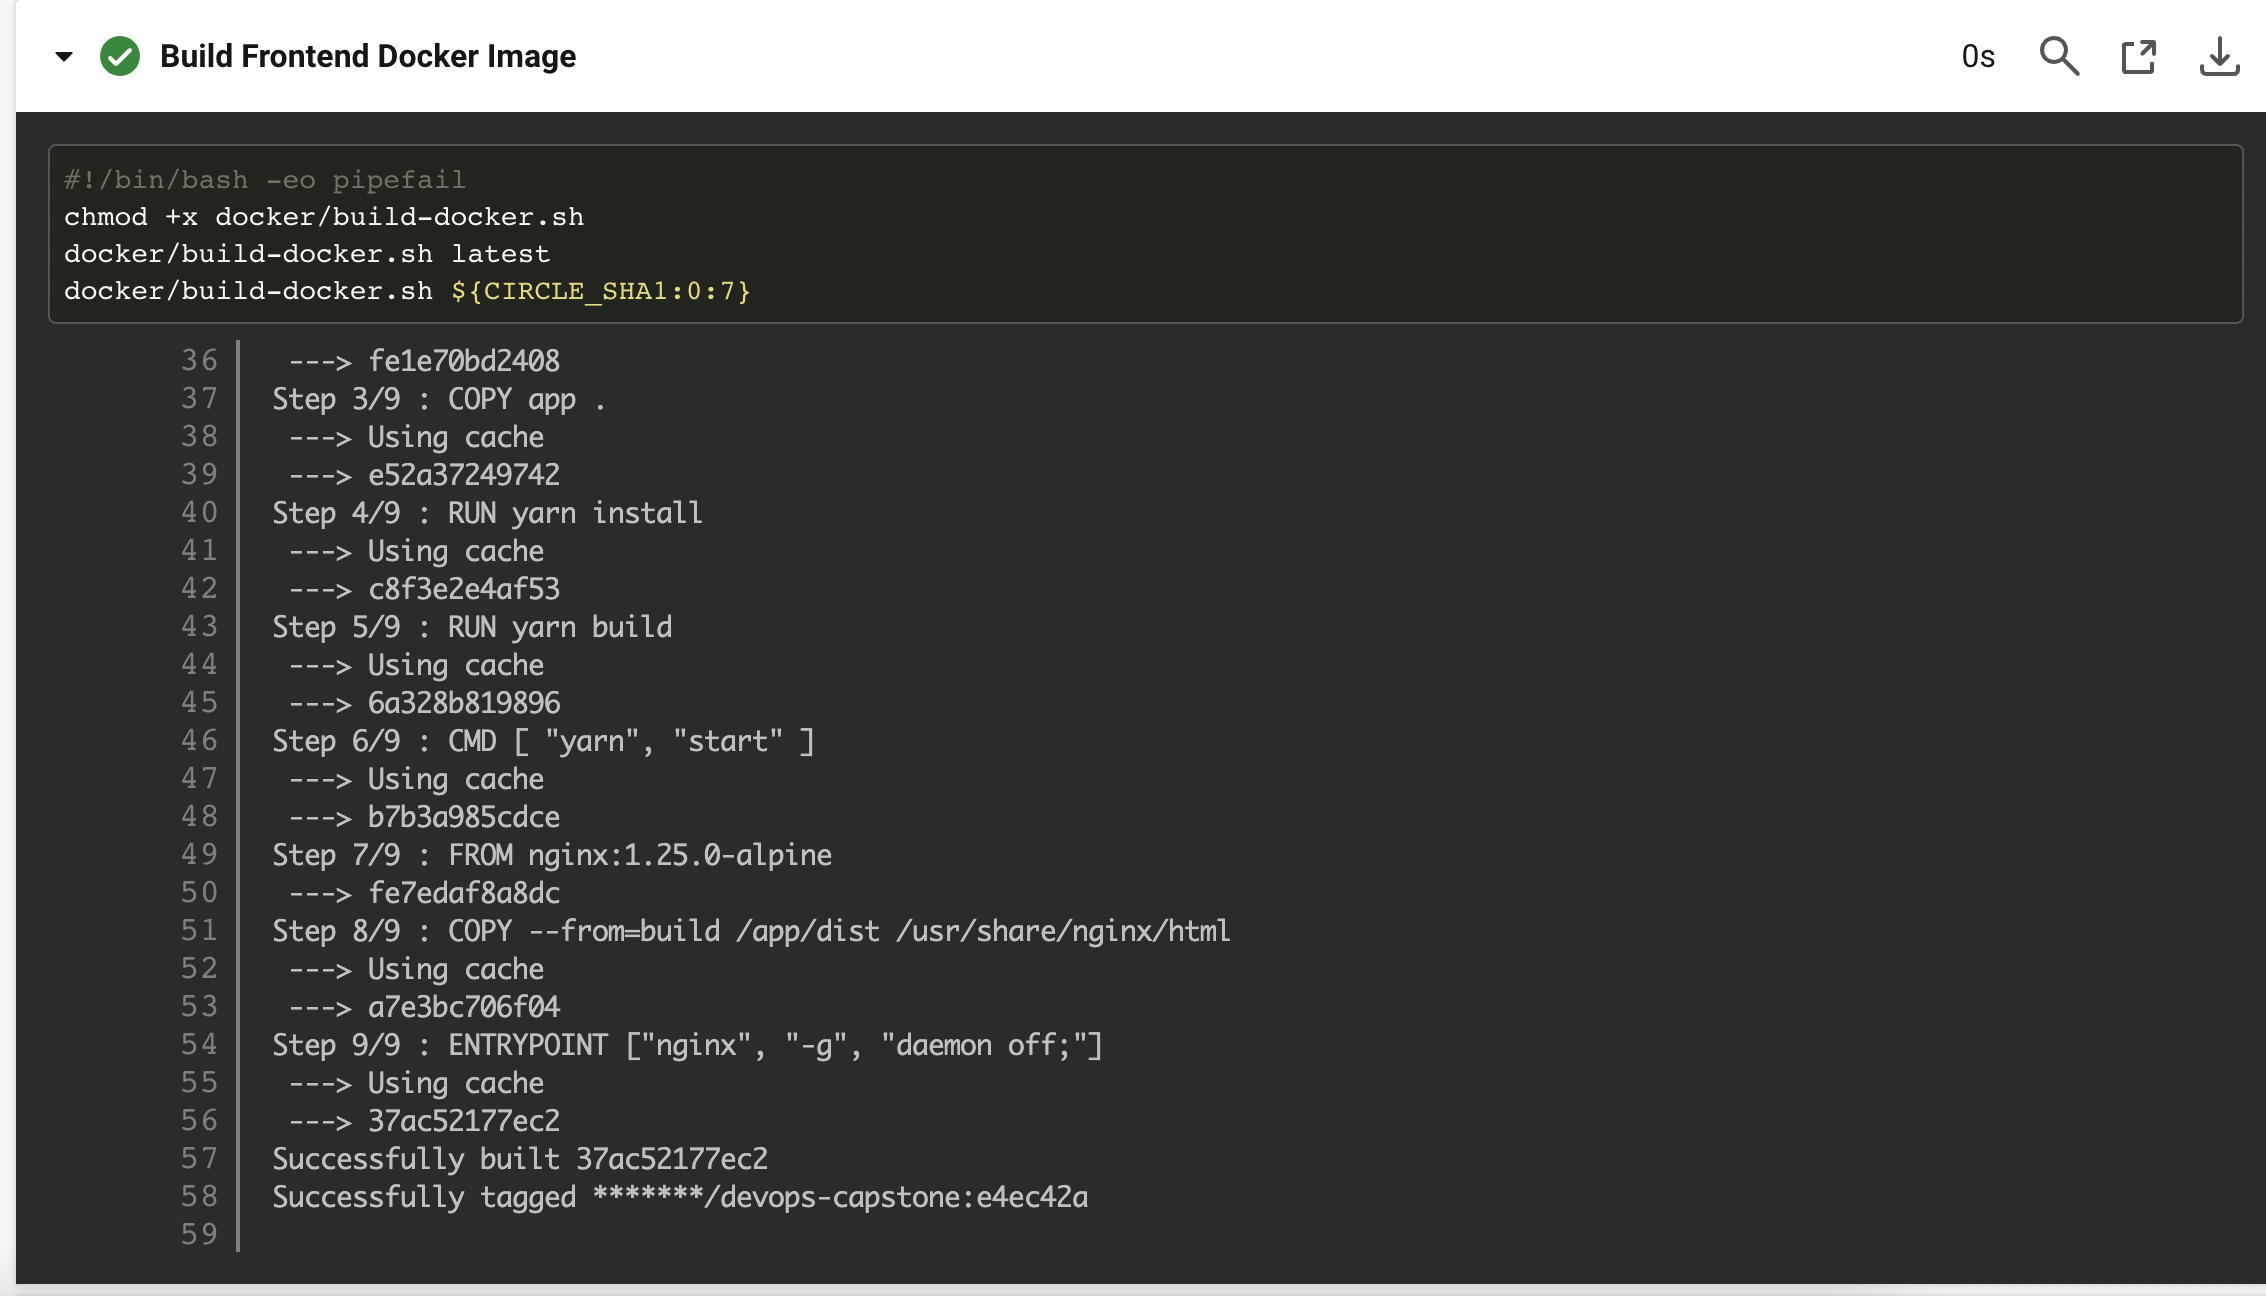 Build Frontend Docker Image
0s
#!/bin/bash -eo pipefail
chmod +x docker/build-docker.sh
docker/build-docker.sh latest
docker/build-docker.sh ${CIRCLE_SHA1:0:7}
36 ---> fe1e70bd2408
37 Step 3/9 : COPY app .
38 ---> Using cache
39 ---> e52a37249742
40 Step 4/9 : RUN yarn install
41 ---> Using cache
42 ---> c8f3e2e4af53
43 Step 5/9 : RUN yarn build
44 ---> Using cache
45 ---> 6a328b819896
46 Step 6/9 : CMD [ "yarn", "start" ]
47 ---> Using cache
48 ---> b7b3a985cdce
49 Step 7/9 : FROM nginx:1.25.0-alpine
50 ---> fe7edaf8a8dc
51 Step 8/9 : COPY --from=build /app/dist /usr/share/nginx/html
52 ---> Using cache
53 ---> a7e3bc706f04
54 Step 9/9 : ENTRYPOINT ["nginx", "-g", "daemon off;"]
55 ---> Using cache
56 ---> 37ac52177ec2
57 Successfully built 37ac52177ec2
58 Successfully tagged *******/devops-capstone:e4ec42a
59